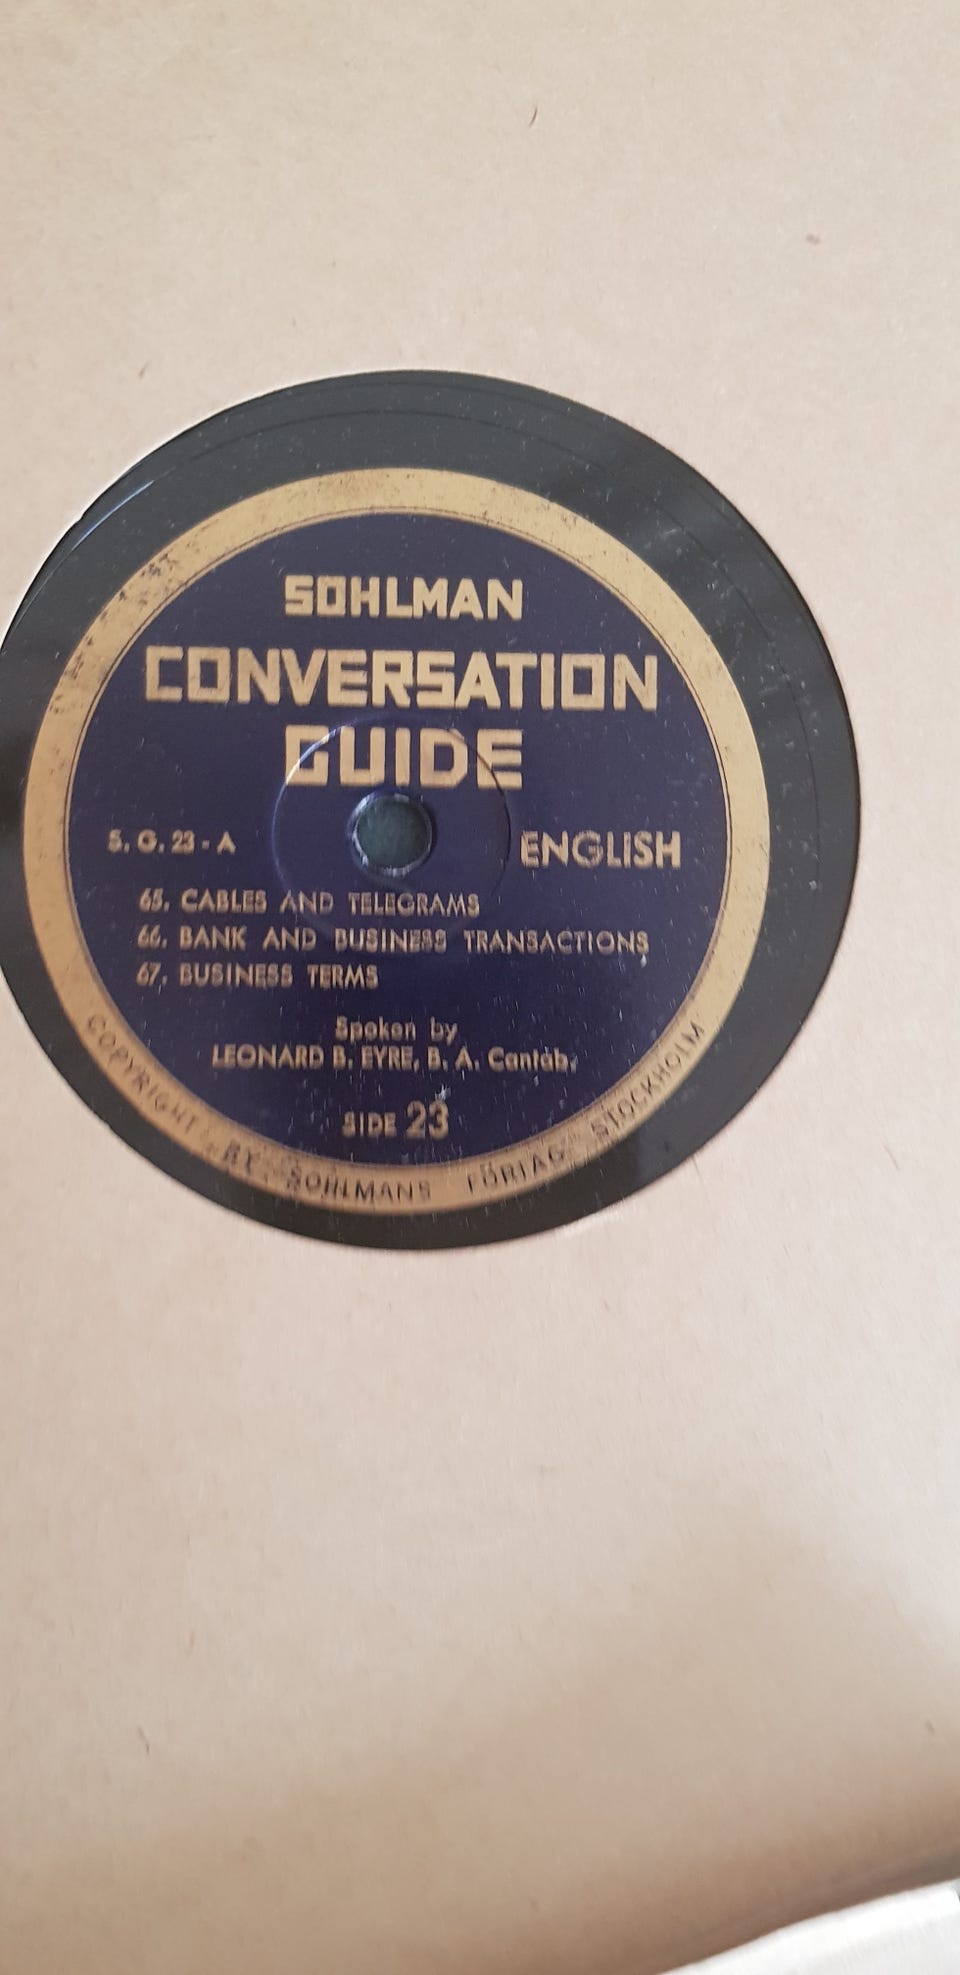 SOHLMAN
CONVERSATION
GUIDE
S. G. 23 - A
ENGLISH
65. CABLES AND TELEGRAMS
66. BANK AND BUSINESS TRANSACTIONS
67. BUSINESS TERMS
Spoken by
LEONARD B. EYRE, B. A. Cantab.
SIDE 23
COPYRIGHT BY SOHLMANS FÖRLAG STOCKHOLM